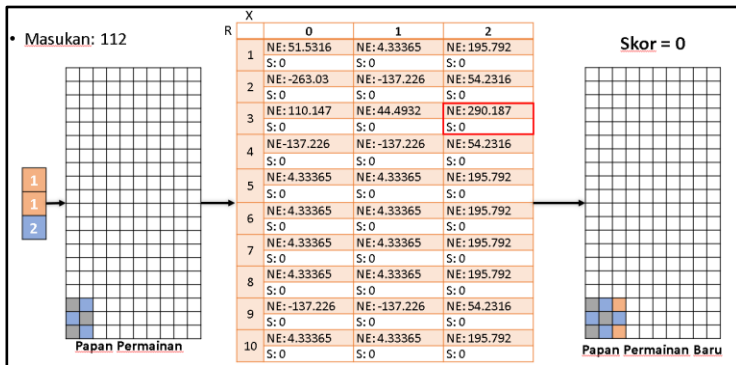 • Masukan: 112
1
1
2
Papan Permainan
X
R 0 1 2
1 NE: 51.5316 NE: 4.33365 NE: 195.792
S: 0 S: 0 S: 0
2 NE: -263.03 NE: -137.226 NE: 54.2316
S: 0 S: 0 S: 0
3 NE: 110.147 NE: 44.4932 NE: 290.187
S: 0 S: 0 S: 0
4 NE-137.226 NE: -137.226 NE: 54.2316
S: 0 S: 0 S: 0
5 NE: 4.33365 NE: 4.33365 NE: 195.792
S: 0 S: 0 S: 0
6 NE: 4.33365 NE: 4.33365 NE: 195.792
S: 0 S: 0 S: 0
7 NE: 4.33365 NE: 4.33365 NE: 195.792
S: 0 S: 0 S: 0
8 NE: 4.33365 NE: 4.33365 NE: 195.792
S: 0 S: 0 S: 0
9 NE: -137.226 NE: -137.226 NE: 54.2316
S: 0 S: 0 S: 0
10 NE: 4.33365 NE: 4.33365 NE: 195.792
S: 0 S: 0 S: 0
Skor = 0
Papan Permainan Baru